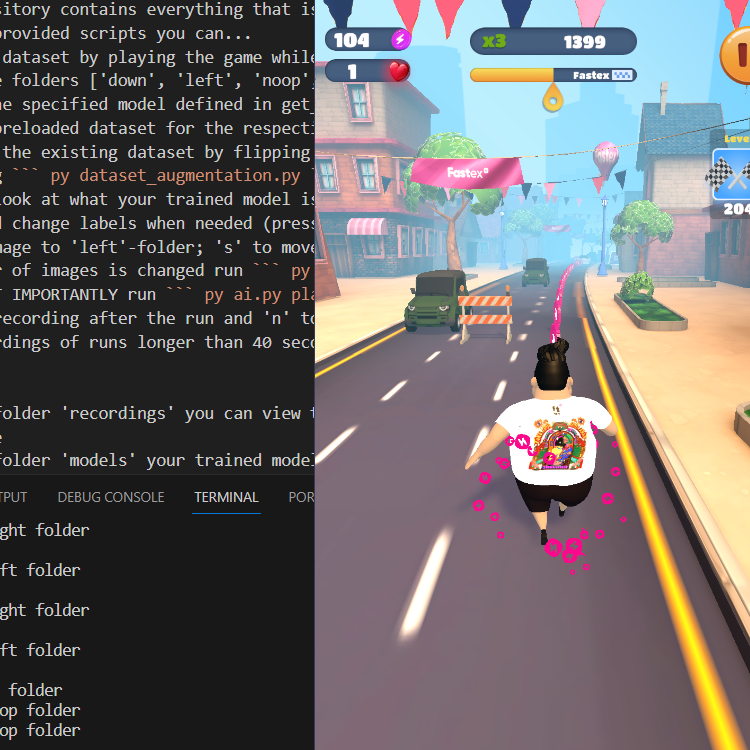 sitory contains everything that is
provided scripts you can...
dataset by playing the game while
e folders ['down', 'left', 'noop',
he specified model defined in get_
preloaded dataset for the respecti
the existing dataset by flipping
g ``` py dataset_augmentation.py `
look at what your trained model is
d change labels when needed (press
mage to 'left'-folder; 's' to move
r of images is changed run ``` py
T IMPORTANTLY run ``` py ai.py pla
recording after the run and 'n' to
rdings of runs longer than 40 seco
folder 'recordings' you can view t
e
folder 'models' your trained model
TPUT DEBUG CONSOLE TERMINAL POR
ght folder
ft folder
ght folder
ft folder
folder
op folder
op folder
104
x3 1399
1
Fastex
Fastex
Leve
204